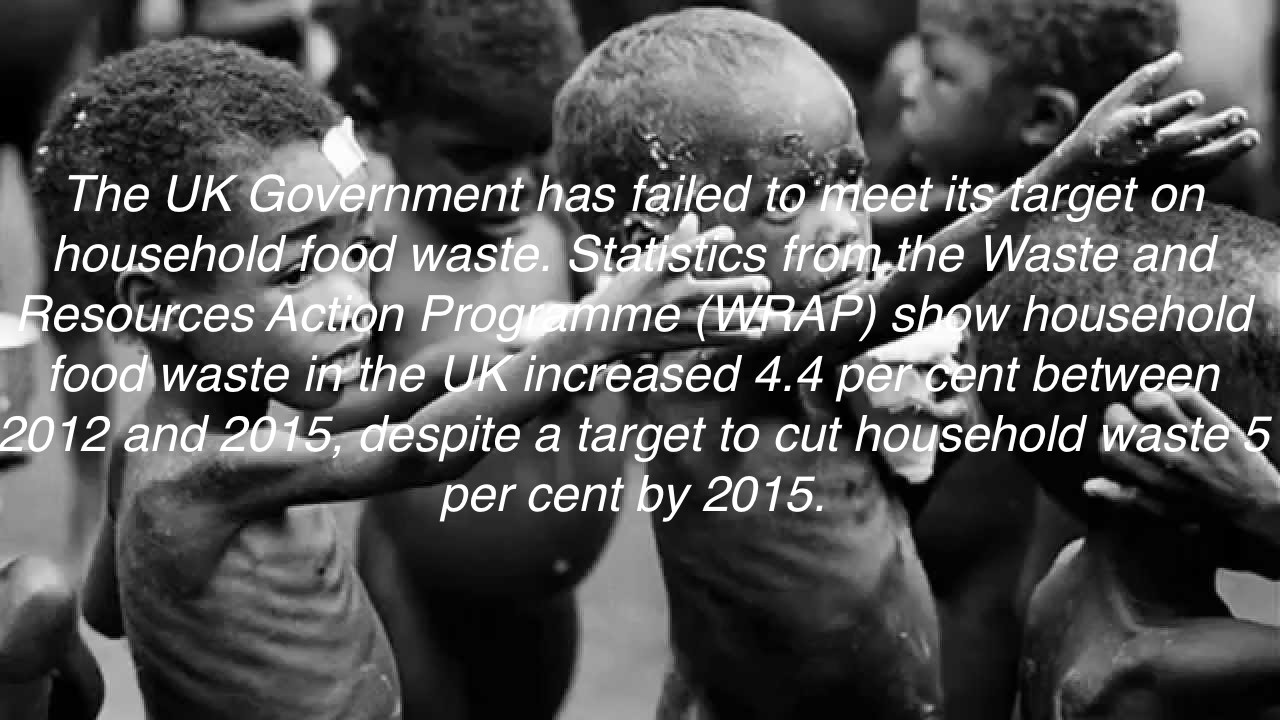 The UK Government has failed to meet its target on
household food waste. Statistics from the Waste and
Resources Action Programme (WRAP) show household
food waste in the UK increased 4.4 per cent between
2012 and 2015, despite a target to cut household waste 5
per cent by 2015.